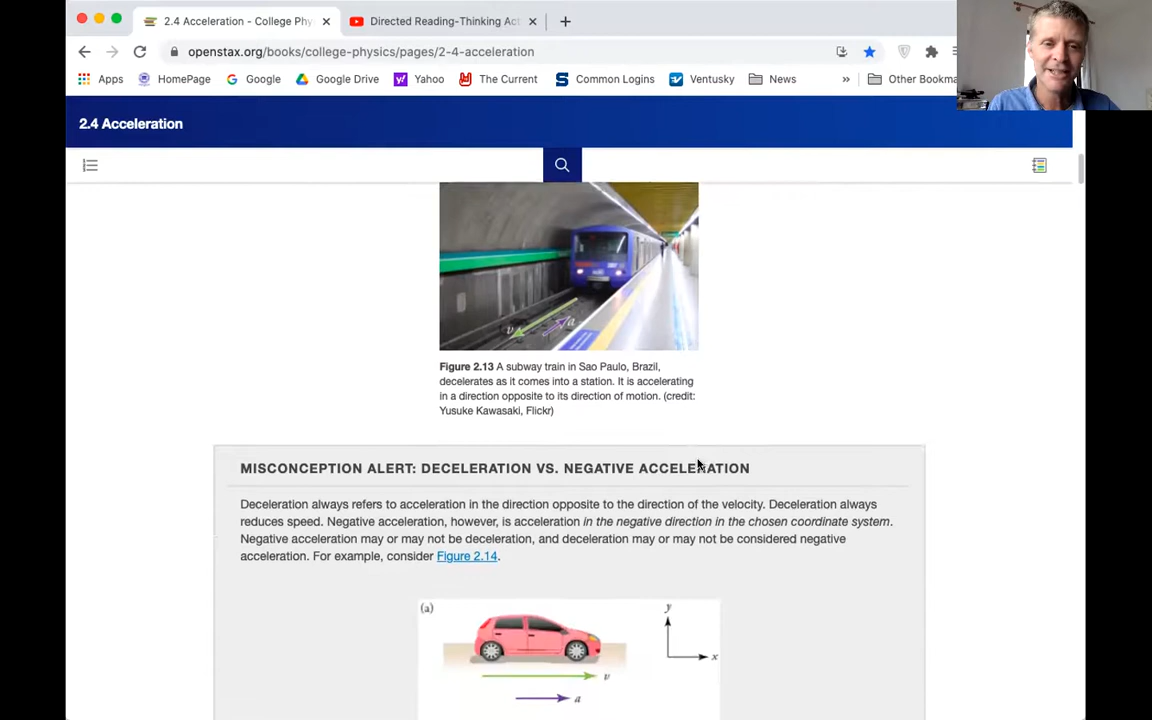 2.4 Acceleration - College Phy
Directed Reading-Thinking Act
openstax.org/books/college-physics/pages/2-4-acceleration
Apps HomePage Google Google Drive Yahoo The Current Common Logins Ventusky News » Other Bookma
2.4 Acceleration
v a
Figure 2.13 A subway train in Sao Paulo, Brazil,
decelerates as it comes into a station. It is accelerating
in a direction opposite to its direction of motion. (credit:
Yusuke Kawasaki, Flickr)
MISCONCEPTION ALERT: DECELERATION VS. NEGATIVE ACCELERATION
Deceleration always refers to acceleration in the direction opposite to the direction of the velocity. Deceleration always
reduces speed. Negative acceleration, however, is acceleration in the negative direction in the chosen coordinate system.
Negative acceleration may or may not be deceleration, and deceleration may or may not be considered negative
acceleration. For example, consider Figure 2.14.
(a)
y
x
v
a